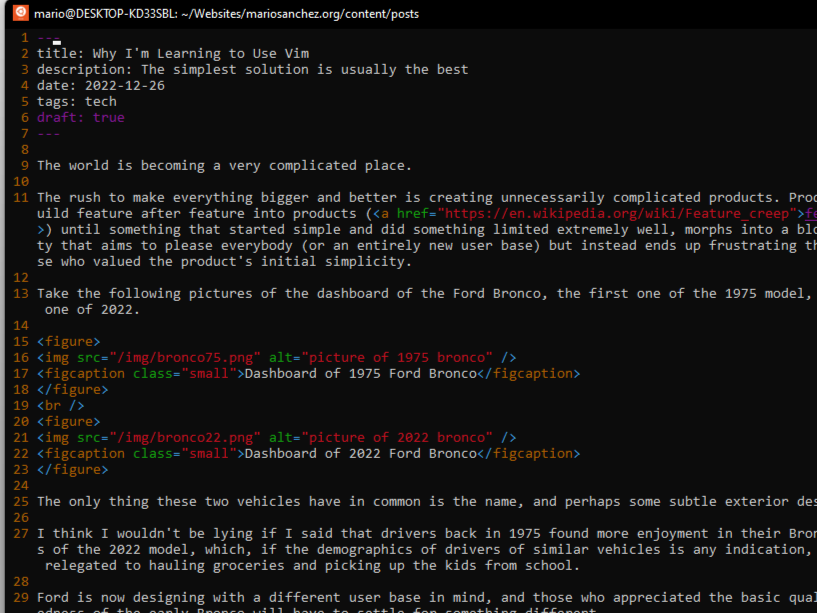 mario@DESKTOP-KD33SBL: ~/Websites/mariosanchez.org/content/posts
1 ---
2 title: Why I'm Learning to Use Vim
3 description: The simplest solution is usually the best
4 date: 2022-12-26
5 tags: tech
6 draft: true
7 ---
8
9 The world is becoming a very complicated place.
10
11 The rush to make everything bigger and better is creating unnecessarily complicated products.
uild feature after feature into products (<a href="https://en.wikipedia.org/wiki/Feature_creep">
>) until something that started simple and did something limited extremely well, morphs into a
ty that aims to please everybody (or an entirely new user base) but instead ends up frustrating
se who valued the product's initial simplicity.
12
13 Take the following pictures of the dashboard of the Ford Bronco, the first one of the 1975 model,
one of 2022.
14
15 <figure>
16 <img src="/img/bronco75.png" alt="picture of 1975 bronco" />
17 <figcaption class="small">Dashboard of 1975 Ford Bronco</figcaption>
18 </figure>
19 <br />
20 <figure>
21 <img src="/img/bronco22.png" alt="picture of 2022 bronco" />
22 <figcaption class="small">Dashboard of 2022 Ford Bronco</figcaption>
23 </figure>
24
25 The only thing these two vehicles have in common is the name, and perhaps some subtle exterior
26
27 I think I wouldn't be lying if I said that drivers back in 1975 found more enjoyment in their
s of the 2022 model, which, if the demographics of drivers of similar vehicles is any indication,
relegated to hauling groceries and picking up the kids from school.
28
29 Ford is now designing with a different user base in mind, and those who appreciated the basic
edness of the early Bronco will have to settle for something different.